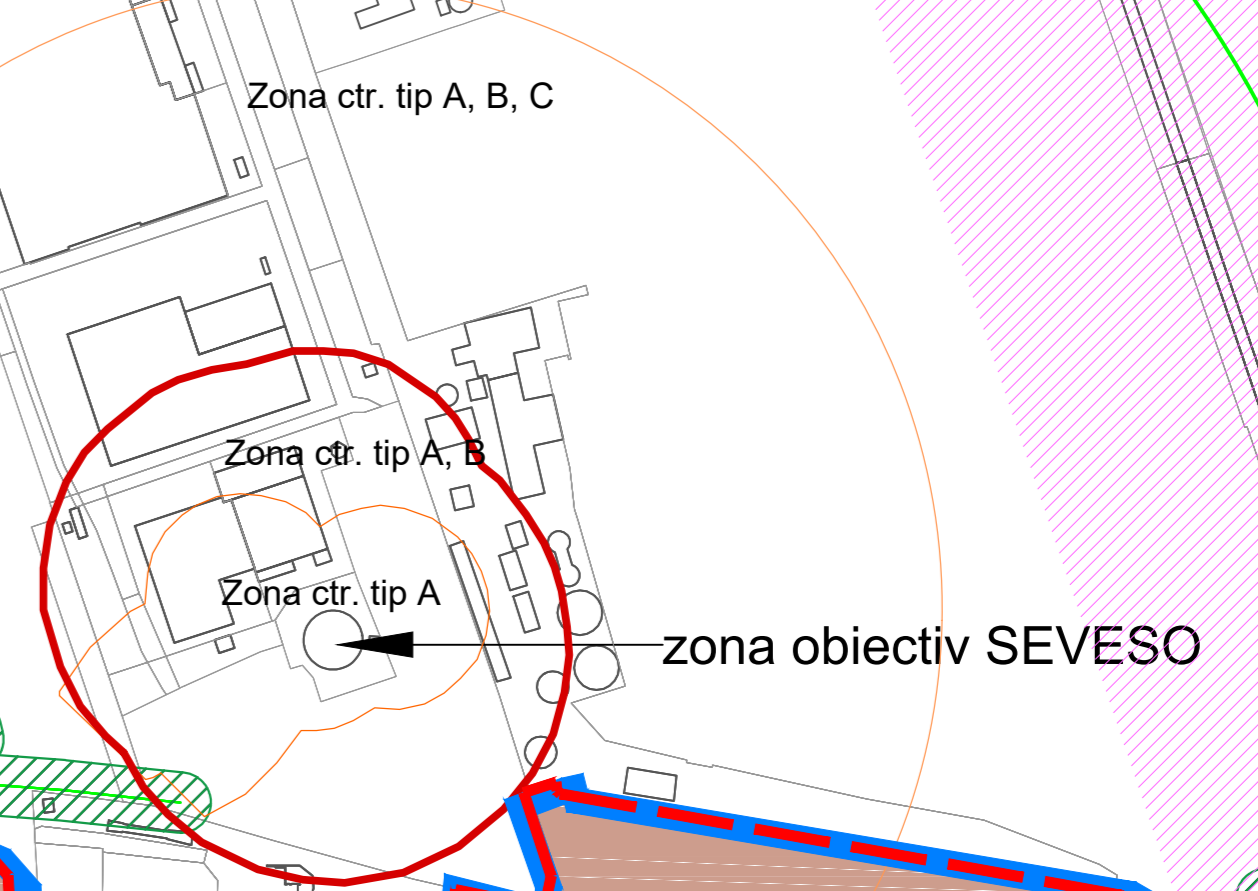 Zona ctr. tip A, B, C
Zona ctr. tip A, B
Zona ctr. tip A
zona obiectiv SEVESO